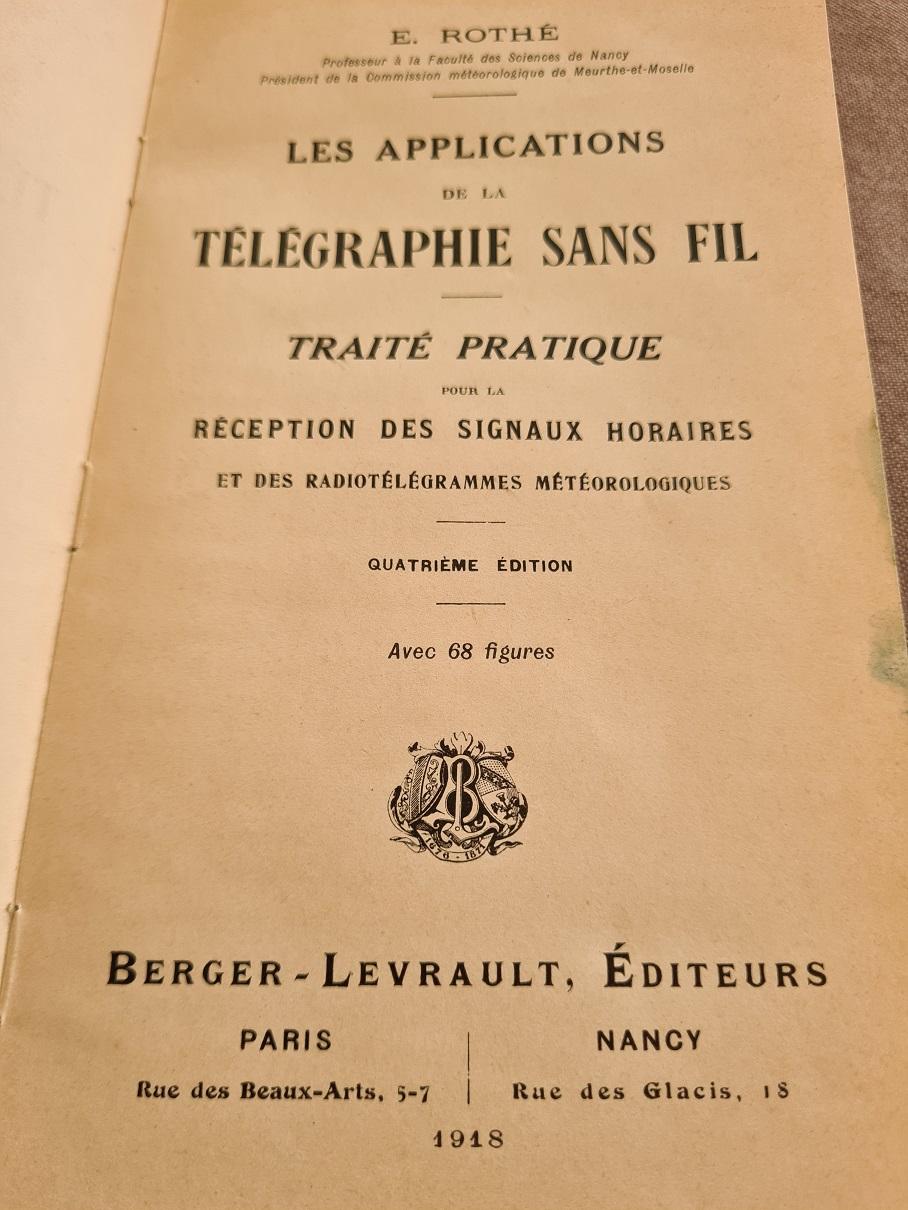 E. ROTHÉ
Professeur à la Faculté des Sciences de Nancy
Président de la Commission météorologique de Meurthe-et-Moselle
LES APPLICATIONS
DE LA
TÉLÉGRAPHIE SANS FIL
TRAITÉ PRATIQUE
POUR LA
RÉCEPTION DES SIGNAUX HORAIRES
ET DES RADIOTÉLÉGRAMMES MÉTÉOROLOGIQUES
QUATRIÈME ÉDITION
Avec 68 figures
1676 - 1871
BERGER-LEVRAULT, ÉDITEURS
PARIS
Rue des Beaux-Arts, 5-7
NANCY
Rue des Glacis, 18
1918